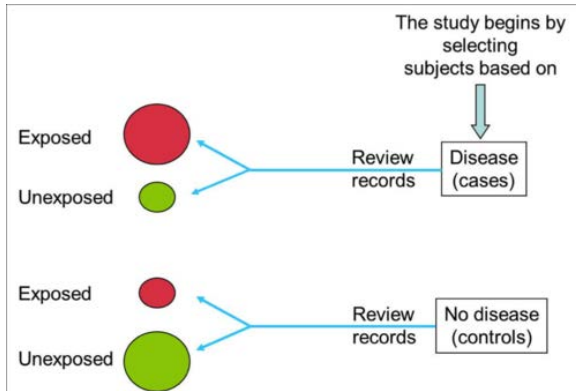 The study begins by
selecting
subjects based on
Exposed
Review
records
Disease
(cases)
Unexposed
Exposed
Review
records
No disease
(controls)
Unexposed